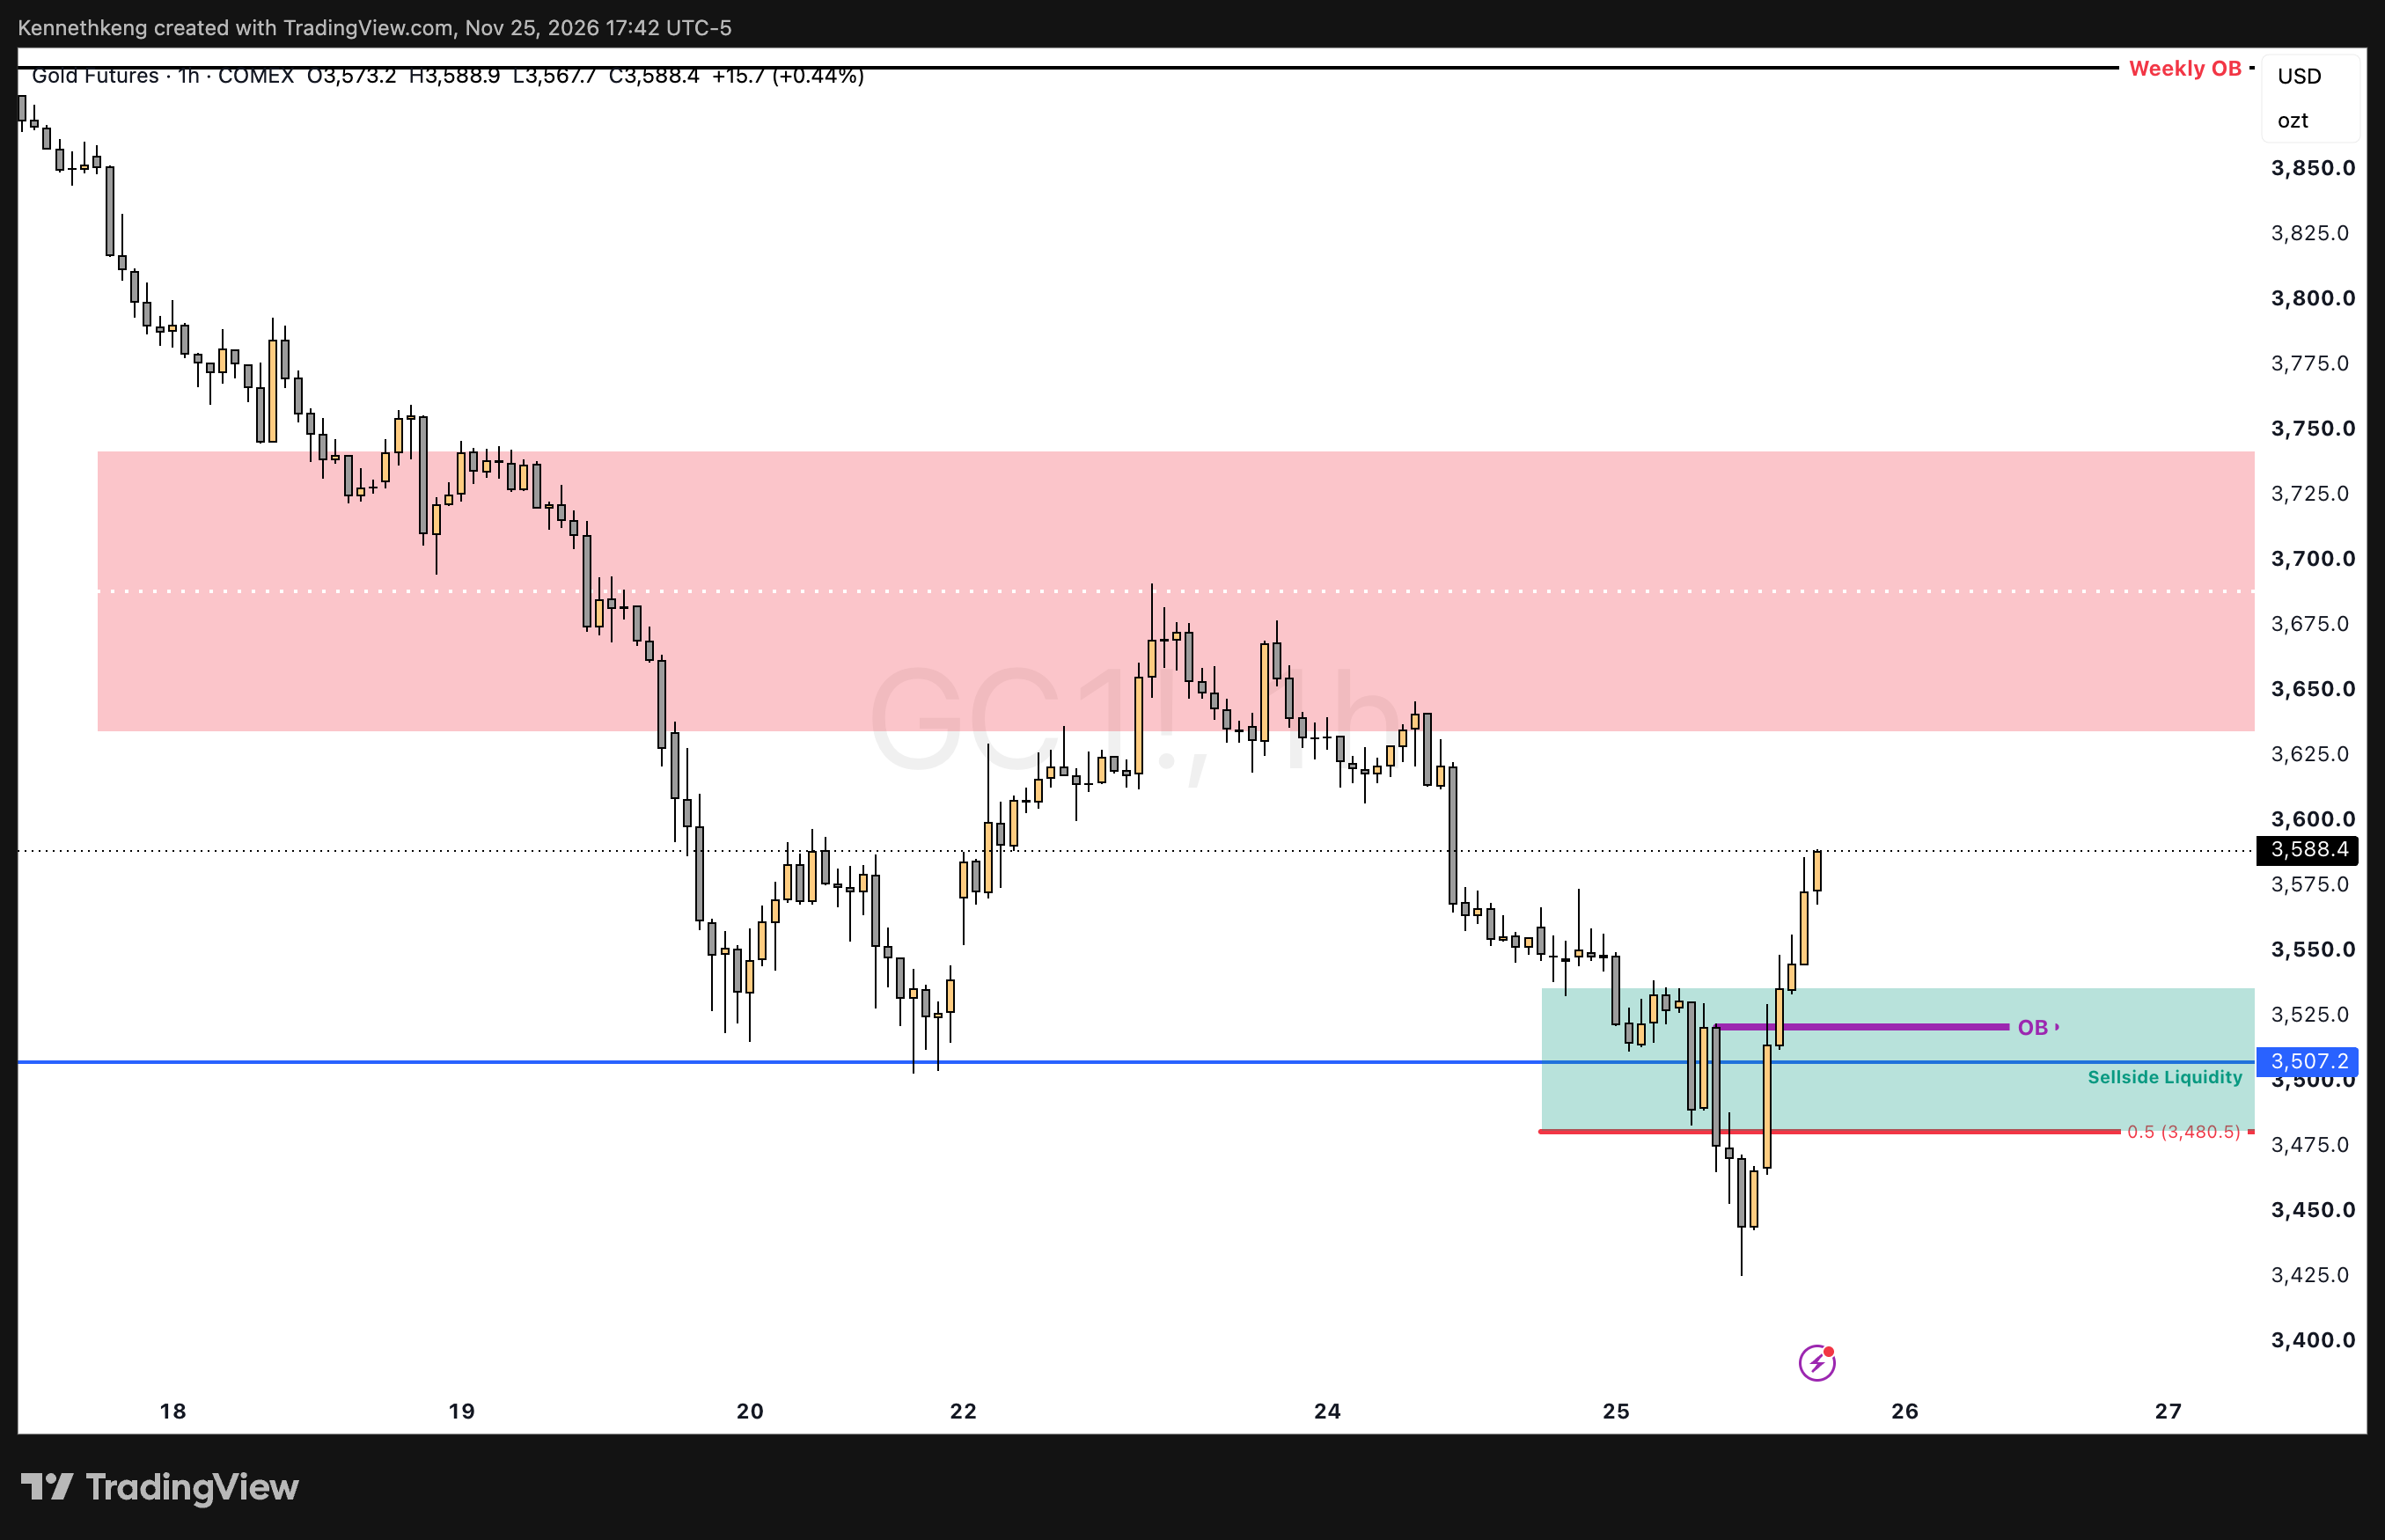 Kennethkeng created with TradingView.com, Nov 25, 2026 17:42 UTC-5
Weekly OB
Gold Futures · 1h · COMEX O3,573.2 H3,588.9 L3,567.7 C3,588.4 +15.7 (+0.44%)
USD
ozt
3,850.0
3,825.0
3,800.0
3,775.0
3,750.0
3,725.0
3,700.0
3,675.0
3,650.0
GC1!, 1h
3,625.0
3,600.0
3,588.4
3,575.0
3,550.0
3,525.0
OB
3,507.2
Sellside Liquidity
3,500.0
0.5 (3,480.5)
3,475.0
3,450.0
3,425.0
3,400.0
18 19 20 22 24 25 26 27
TradingView